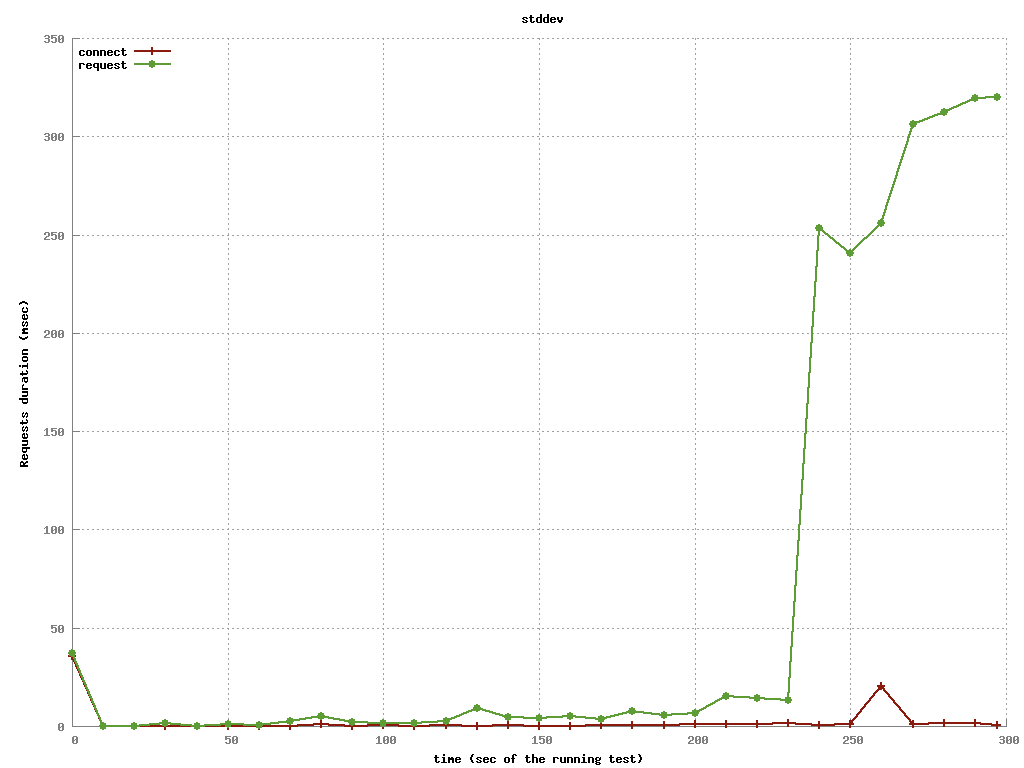 stddev
350
300
250
200
150
100
50
0
connect
request
Requests duration (msec)
0 50 100 150 200 250 300
time (sec of the running test)